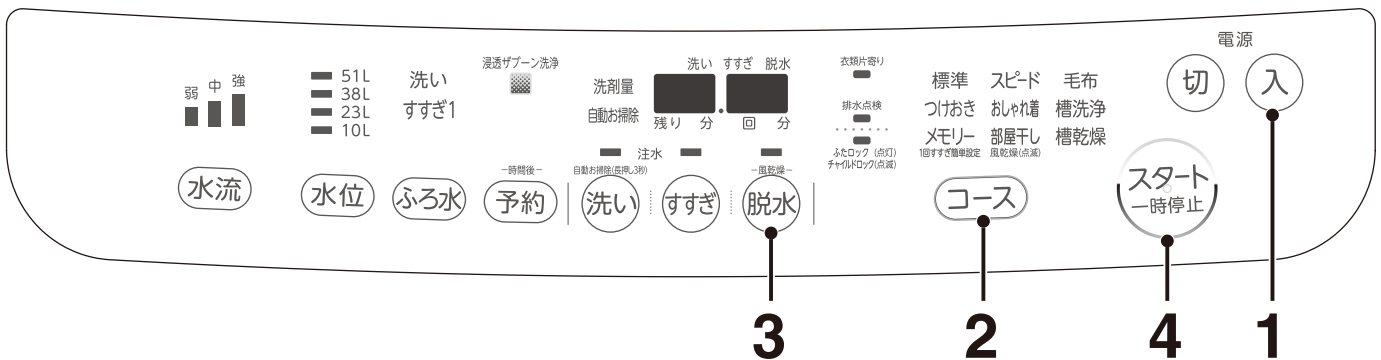 弱 中 強
水流
51L
38L
23L
10L
水位
洗い
すすぎ1
ふろ水
浸透ザブーン洗浄
－時間後－
予約
洗い すすぎ 脱水
洗剤量
自動お掃除
残り 分 回 分
注水
自動お掃除(長押し3秒)
洗い
すすぎ
－風乾燥－
脱水
衣類片寄り
排水点検
ふたロック (点灯)
チャイルドロック(点滅)
標準 スピード 毛布
つけおき おしゃれ着 槽洗浄
メモリー 部屋干し 槽乾燥
1回すすぎ簡単設定 風乾燥(点滅)
コース
電源
切 入
スタート
一時停止
3 2 4 1